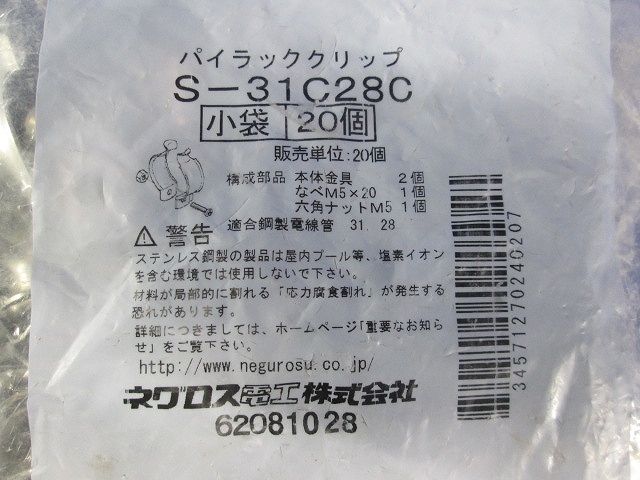 パイラッククリップ
S-31C28C
小袋 20個
販売単位:20個
構成部品 本体金具 2個
なべM5×20 1個
六角ナットM5 1個
適合鋼製電線管 31. 28
⚠警告
ステンレス鋼製の製品は屋内プール等、塩素イオン
を含む環境では使用しないで下さい。
材料が局部的に割れる「応力腐食割れ」が発生する
恐れがあります。
詳細につきましては、ホームページ「重要なお知ら
せ」をご覧下さい。
http://www.negurosu.co.jp/
ネグロス電工株式会社
62081028
34571127024020​7